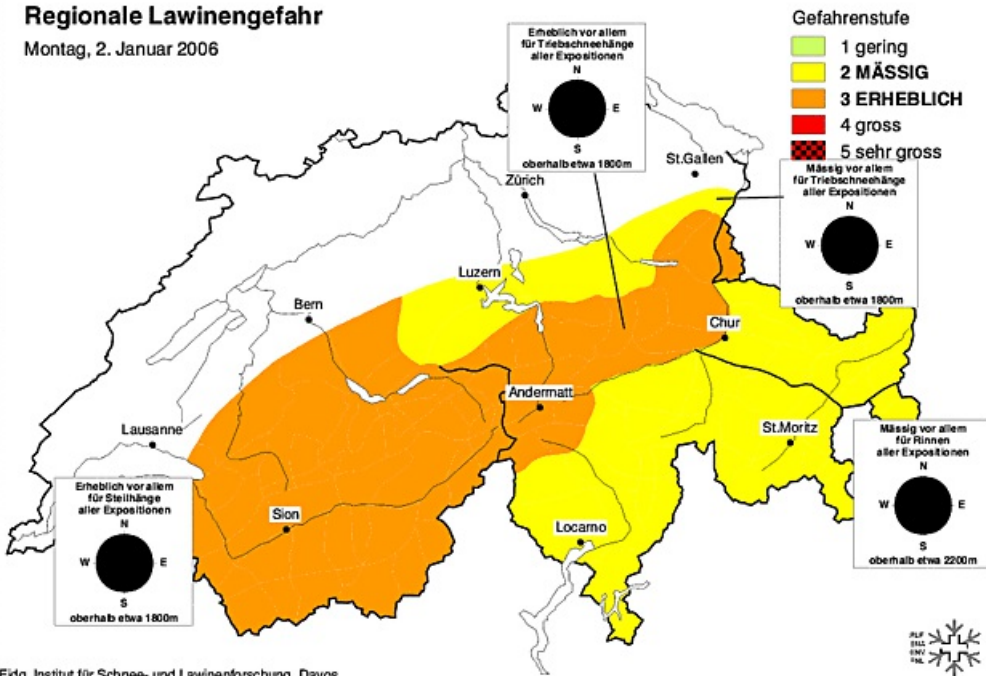 Regionale Lawinengefahr
Montag, 2. Januar 2006
Gefahrenstufe
1 gering
2 MÄSSIG
3 ERHEBLICH
4 gross
5 sehr gross
Erheblich vor allem
für Triebschneehänge
aller Expositionen
N
W E
S
oberhalb etwa 1800m
Mässig vor allem
für Triebschneehänge
aller Expositionen
N
W E
S
oberhalb etwa 1800m
St.Gallen
Zürich
Luzern
Bern
Chur
Andermatt
Lausanne
St.Moritz
Sion
Locarno
Mässig vor allem
für Rinnen
aller Expositionen
N
W E
S
oberhalb etwa 2200m
Erheblich vor allem
für Steilhänge
aller Expositionen
N
W E
S
oberhalb etwa 1800m
SLF
ENA
SNV
SNL
Eidg. Institut für Schnee- und Lawinenforschung, Davos